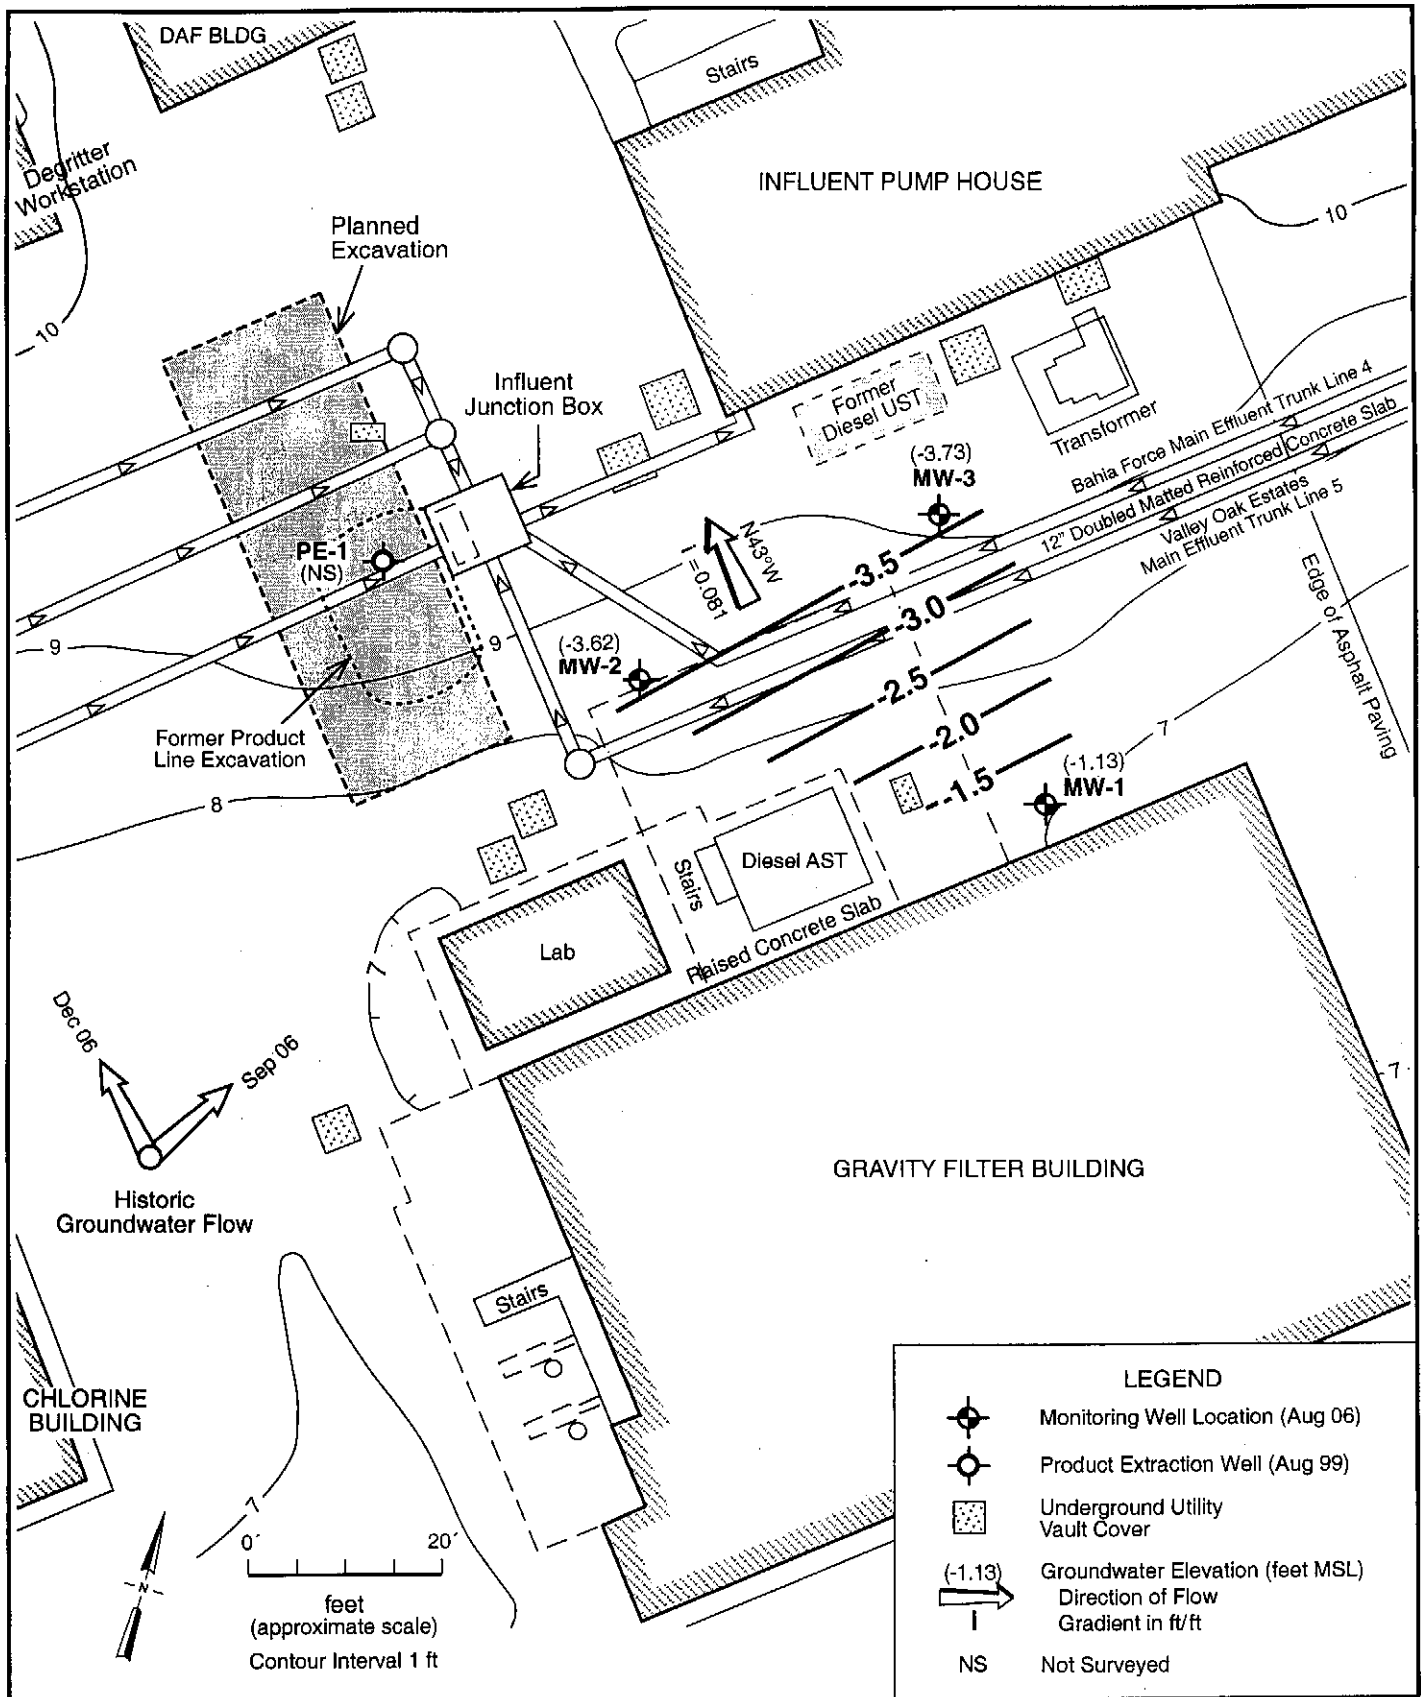 DAF BLDG
Stairs
Degritter
Workstation
INFLUENT PUMP HOUSE
10
Planned
Excavation
10
Influent
Junction Box
Former
Diesel UST
Transformer
Bahia Force Main Effluent Trunk Line 4
12" Doubled Matted Reinforced Concrete Slab
Valley Oak Estates
Main Effluent Trunk Line 5
(-3.73)
MW-3
PE-1
(NS)
N43°W
i = 0.081
-3.5
-3.0
Edge of Asphalt Paving
9
9
(-3.62)
MW-2
-2.5
-2.0
7
Former Product
Line Excavation
(-1.13)
MW-1
-1.5
8
Stairs
Diesel AST
Raised Concrete Slab
Lab
7
Dec 06
Sep 06
7
Historic
Groundwater Flow
GRAVITY FILTER BUILDING
Stairs
CHLORINE
BUILDING
7
N
0' 20'
feet
(approximate scale)
Contour Interval 1 ft
LEGEND
Monitoring Well Location (Aug 06)
Product Extraction Well (Aug 99)
Underground Utility
Vault Cover
(-1.13) Groundwater Elevation (feet MSL)
Direction of Flow
i Gradient in ft/ft
NS Not Surveyed